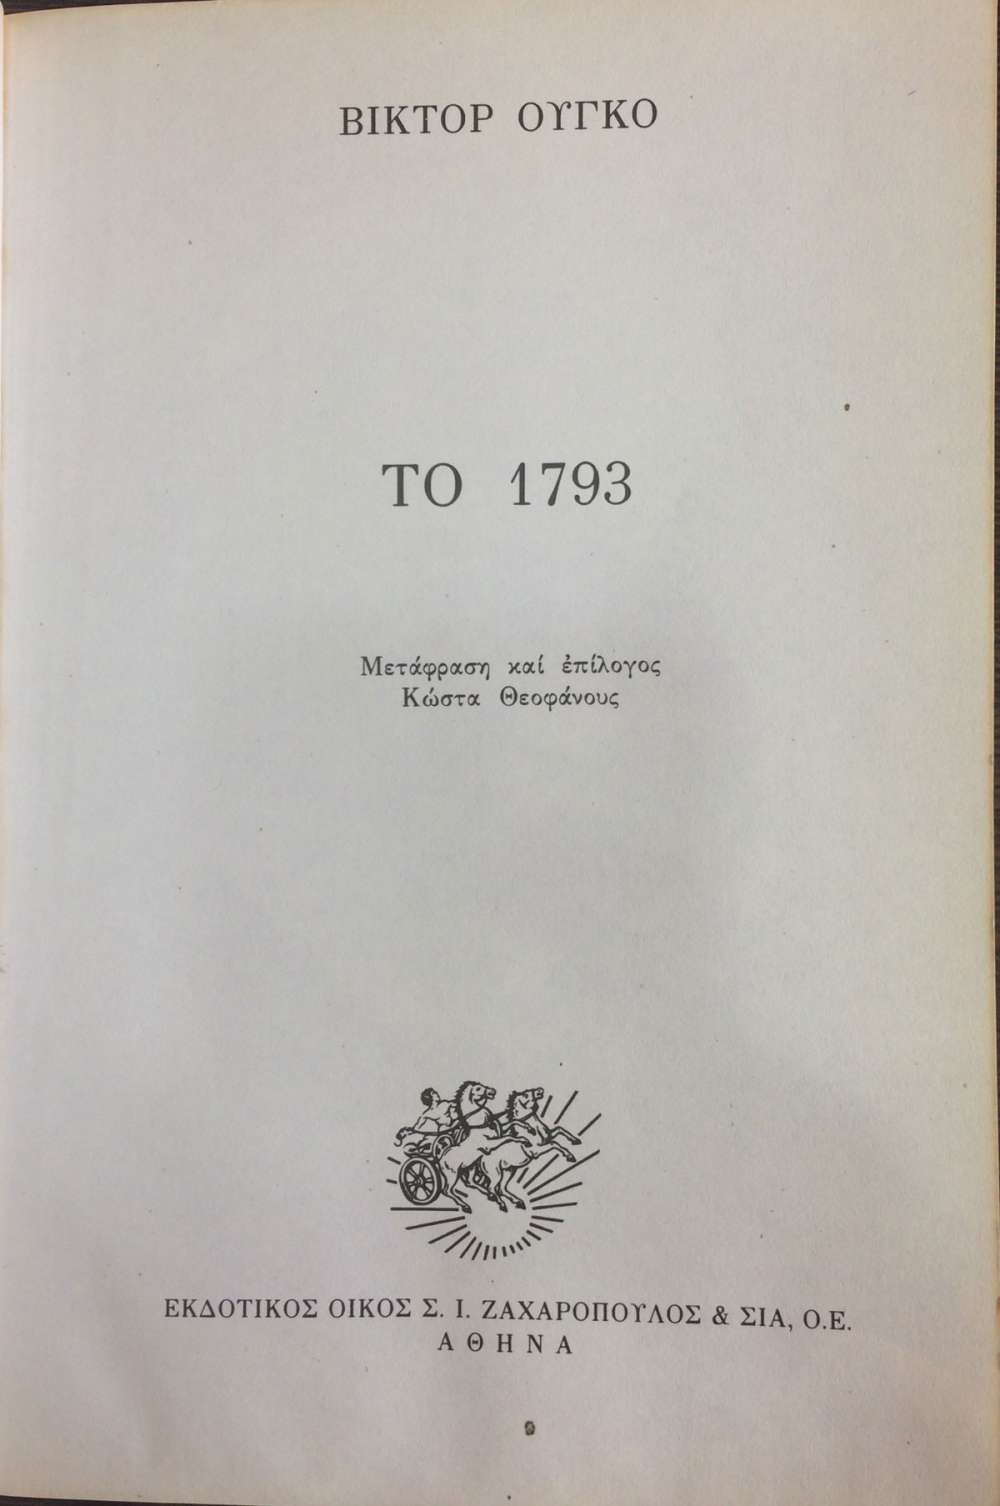 ΒΙΚΤΟΡ ΟΥΓΚΟ
ΤΟ 1793
Μετάφραση καί ἐπίλογος
Κώστα Θεοφάνους
ΕΚΔΟΤΙΚΟΣ ΟΙΚΟΣ Σ. Ι. ΖΑΧΑΡΟΠΟΥΛΟΣ & ΣΙΑ, Ο.Ε.
ΑΘΗΝΑ